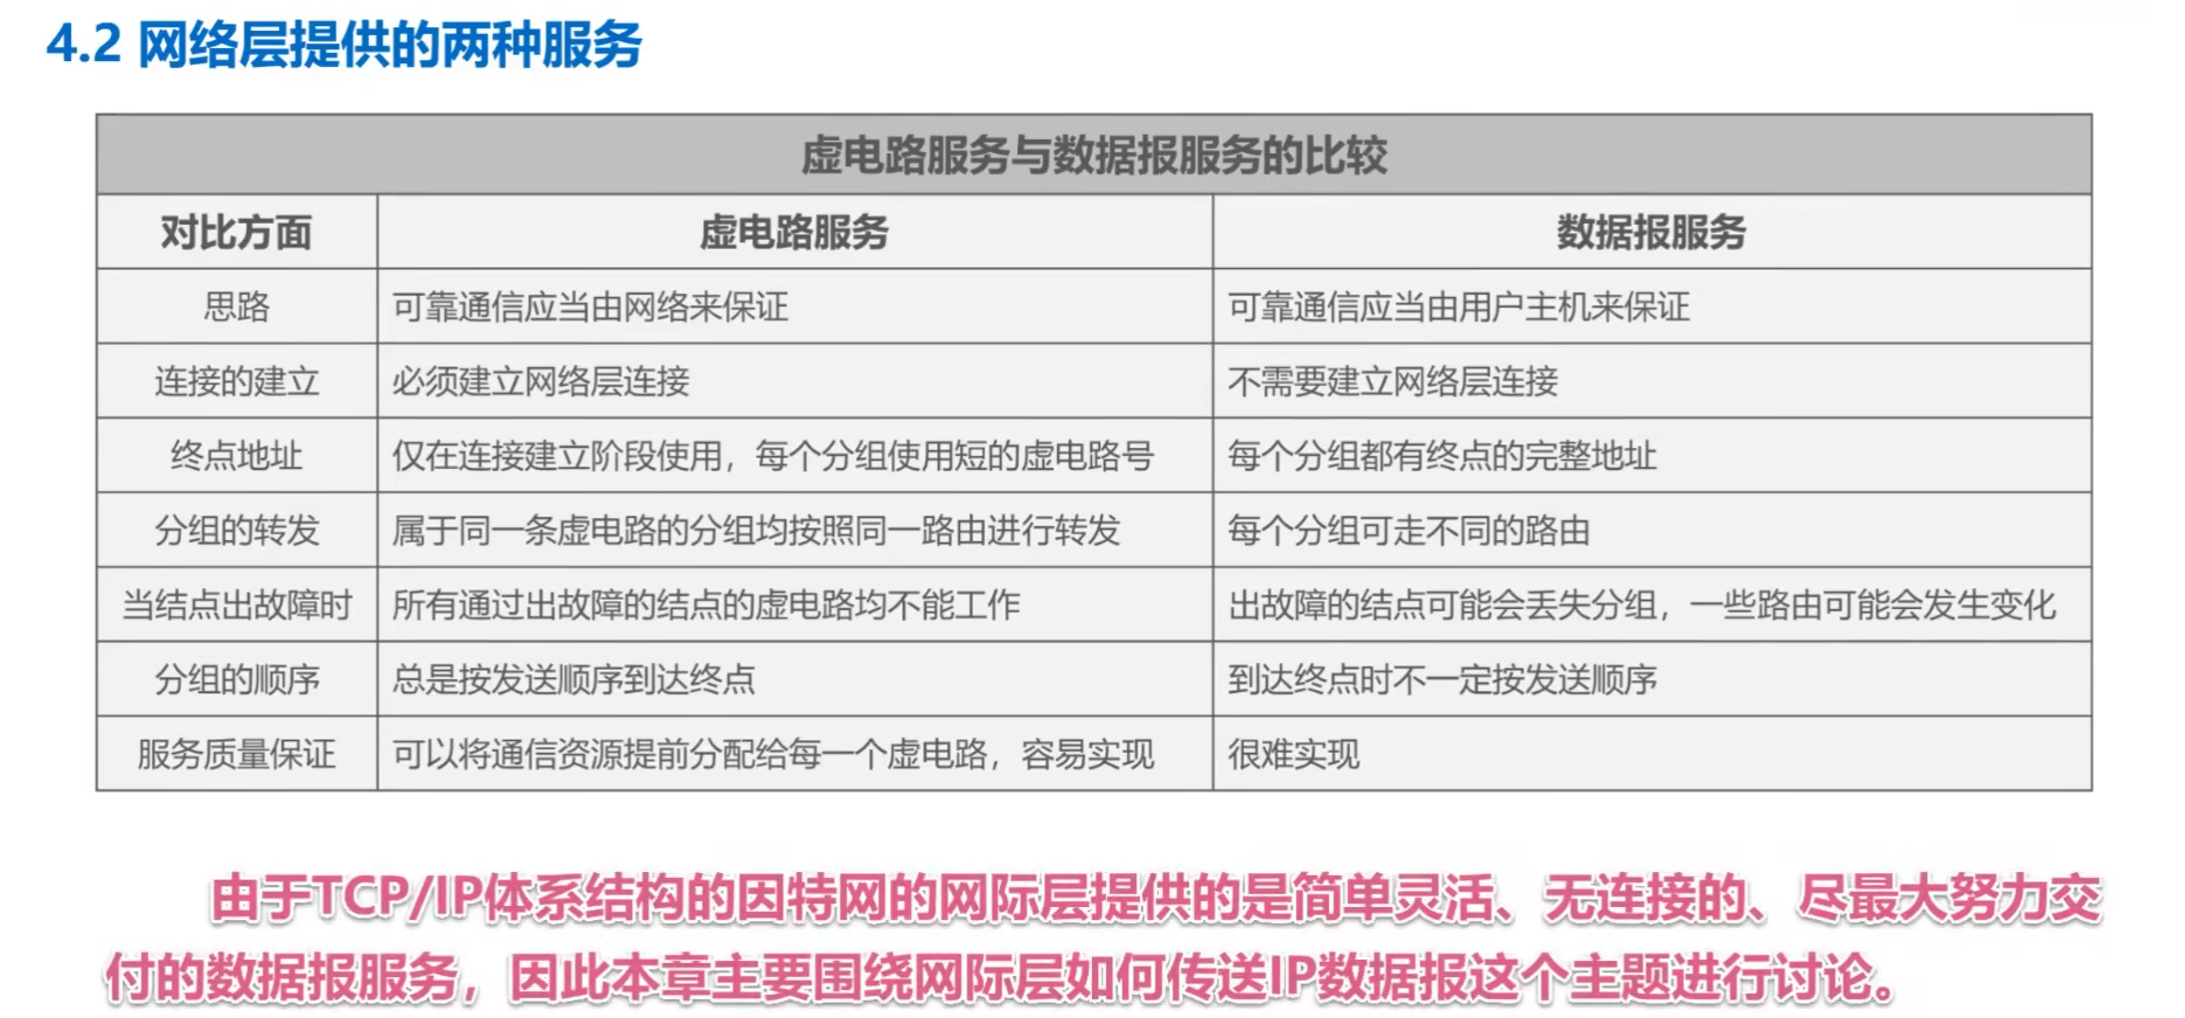 4.2 网络层提供的两种服务
虚电路服务与数据报服务的比较
对比方面 虚电路服务 数据报服务
思路 可靠通信应当由网络来保证 可靠通信应当由用户主机来保证
连接的建立 必须建立网络层连接 不需要建立网络层连接
终点地址 仅在连接建立阶段使用，每个分组使用短的虚电路号 每个分组都有终点的完整地址
分组的转发 属于同一条虚电路的分组均按照同一路由进行转发 每个分组可走不同的路由
当结点出故障时 所有通过出故障的结点的虚电路均不能工作 出故障的结点可能会丢失分组，一些路由可能会发生变化
分组的顺序 总是按发送顺序到达终点 到达终点时不一定按发送顺序
服务质量保证 可以将通信资源提前分配给每一个虚电路，容易实现 很难实现
由于TCP/IP体系结构的因特网的网际层提供的是简单灵活、无连接的、尽最大努力交
付的数据报服务，因此本章主要围绕网际层如何传送IP数据报这个主题进行讨论。